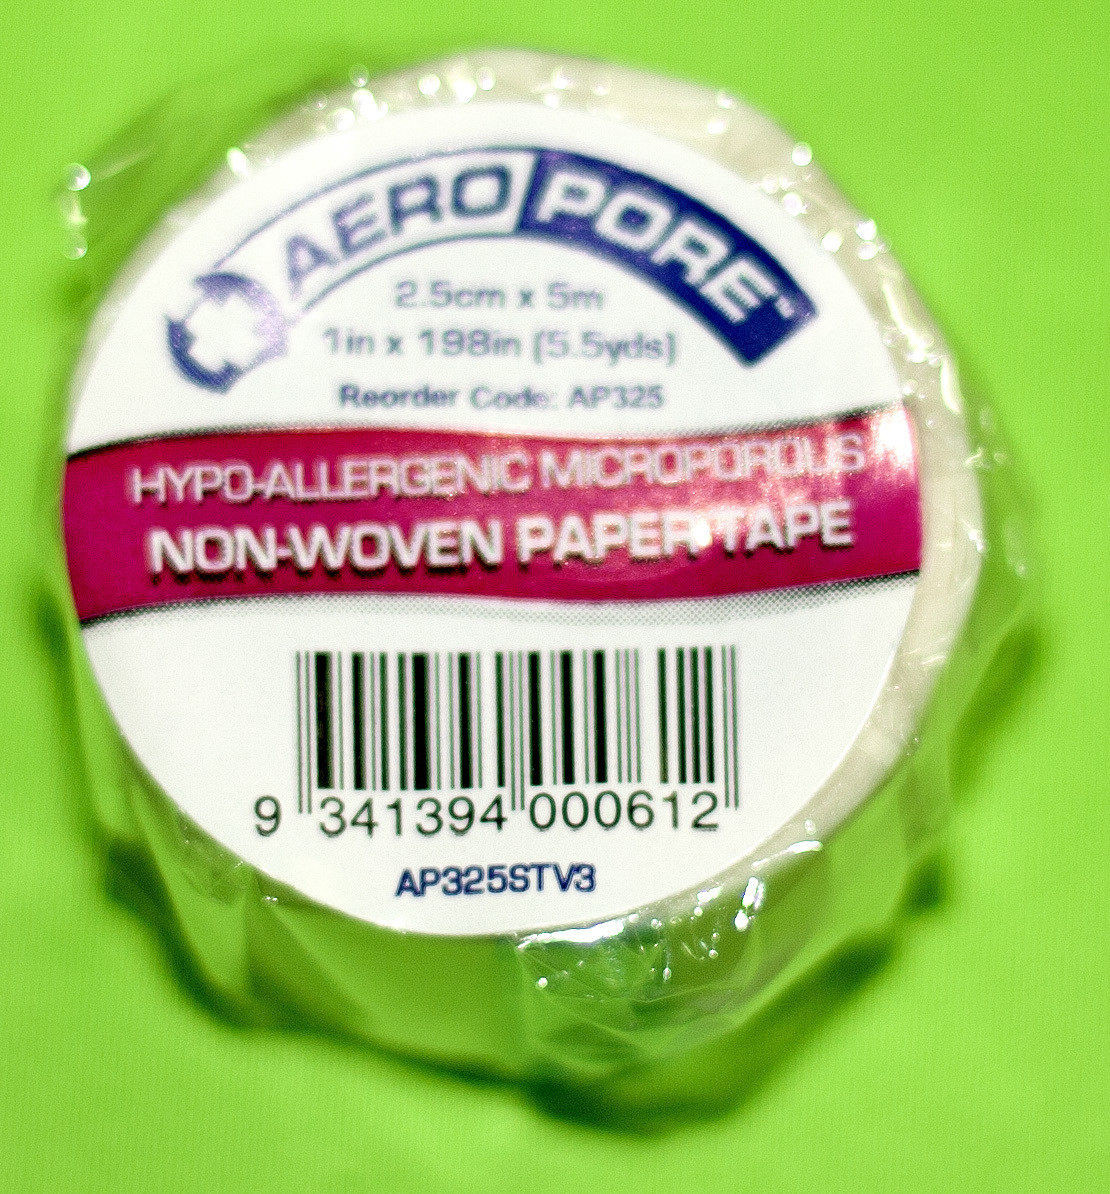 AEROPORE™
2.5cm x 5m
1in x 198in (5.5yds)
Reorder Code: AP325
HYPO-ALLERGENIC MICROPOROUS
NON-WOVEN PAPER TAPE
9 341394 000612
AP325STV3